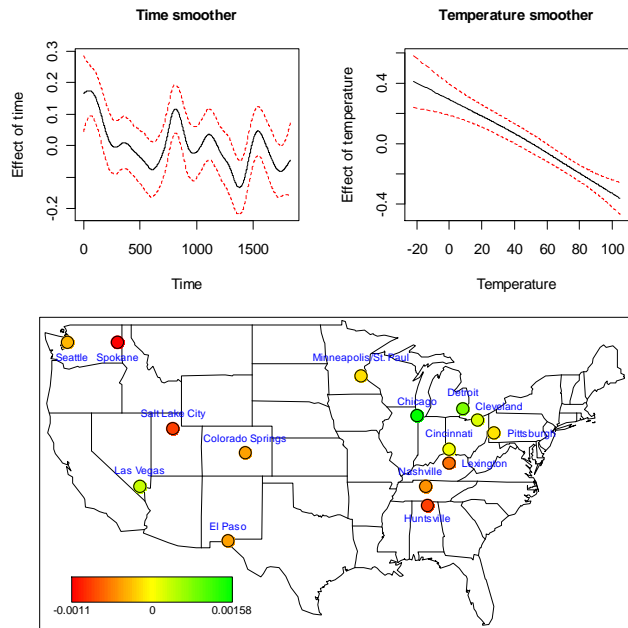 Time smoother
Temperature smoother
Effect of time
0.3
0.2
0.1
0.0
-0.2
0 500 1000 1500
Time
Effect of temperature
0.4
0.0
-0.4
-20 0 20 40 60 80 100
Temperature
Seattle
Spokane
Minneapolis/St. Paul
Detroit
Chicago
Cleveland
Salt Lake City
Colorado Springs
Cincinnati
Pittsburgh
Las Vegas
Nashville
Lexington
Huntsville
El Paso
-0.0011 0 0.00158